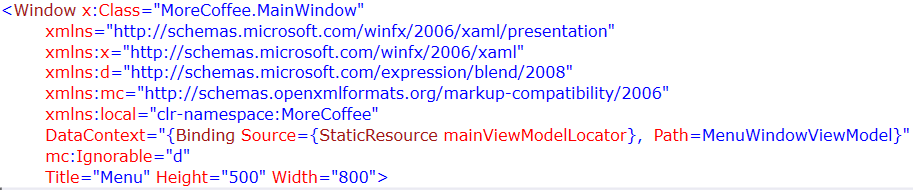 <Window x:Class="MoreCoffee.MainWindow"
xmlns="http://schemas.microsoft.com/winfx/2006/xaml/presentation"
xmlns:x="http://schemas.microsoft.com/winfx/2006/xaml"
xmlns:d="http://schemas.microsoft.com/expression/blend/2008"
xmlns:mc="http://schemas.openxmlformats.org/markup-compatibility/2006"
xmlns:local="clr-namespace:MoreCoffee"
DataContext="{Binding Source={StaticResource mainViewModelLocator}, Path=MenuWindowViewModel}"
mc:Ignorable="d"
Title="Menu" Height="500" Width="800">